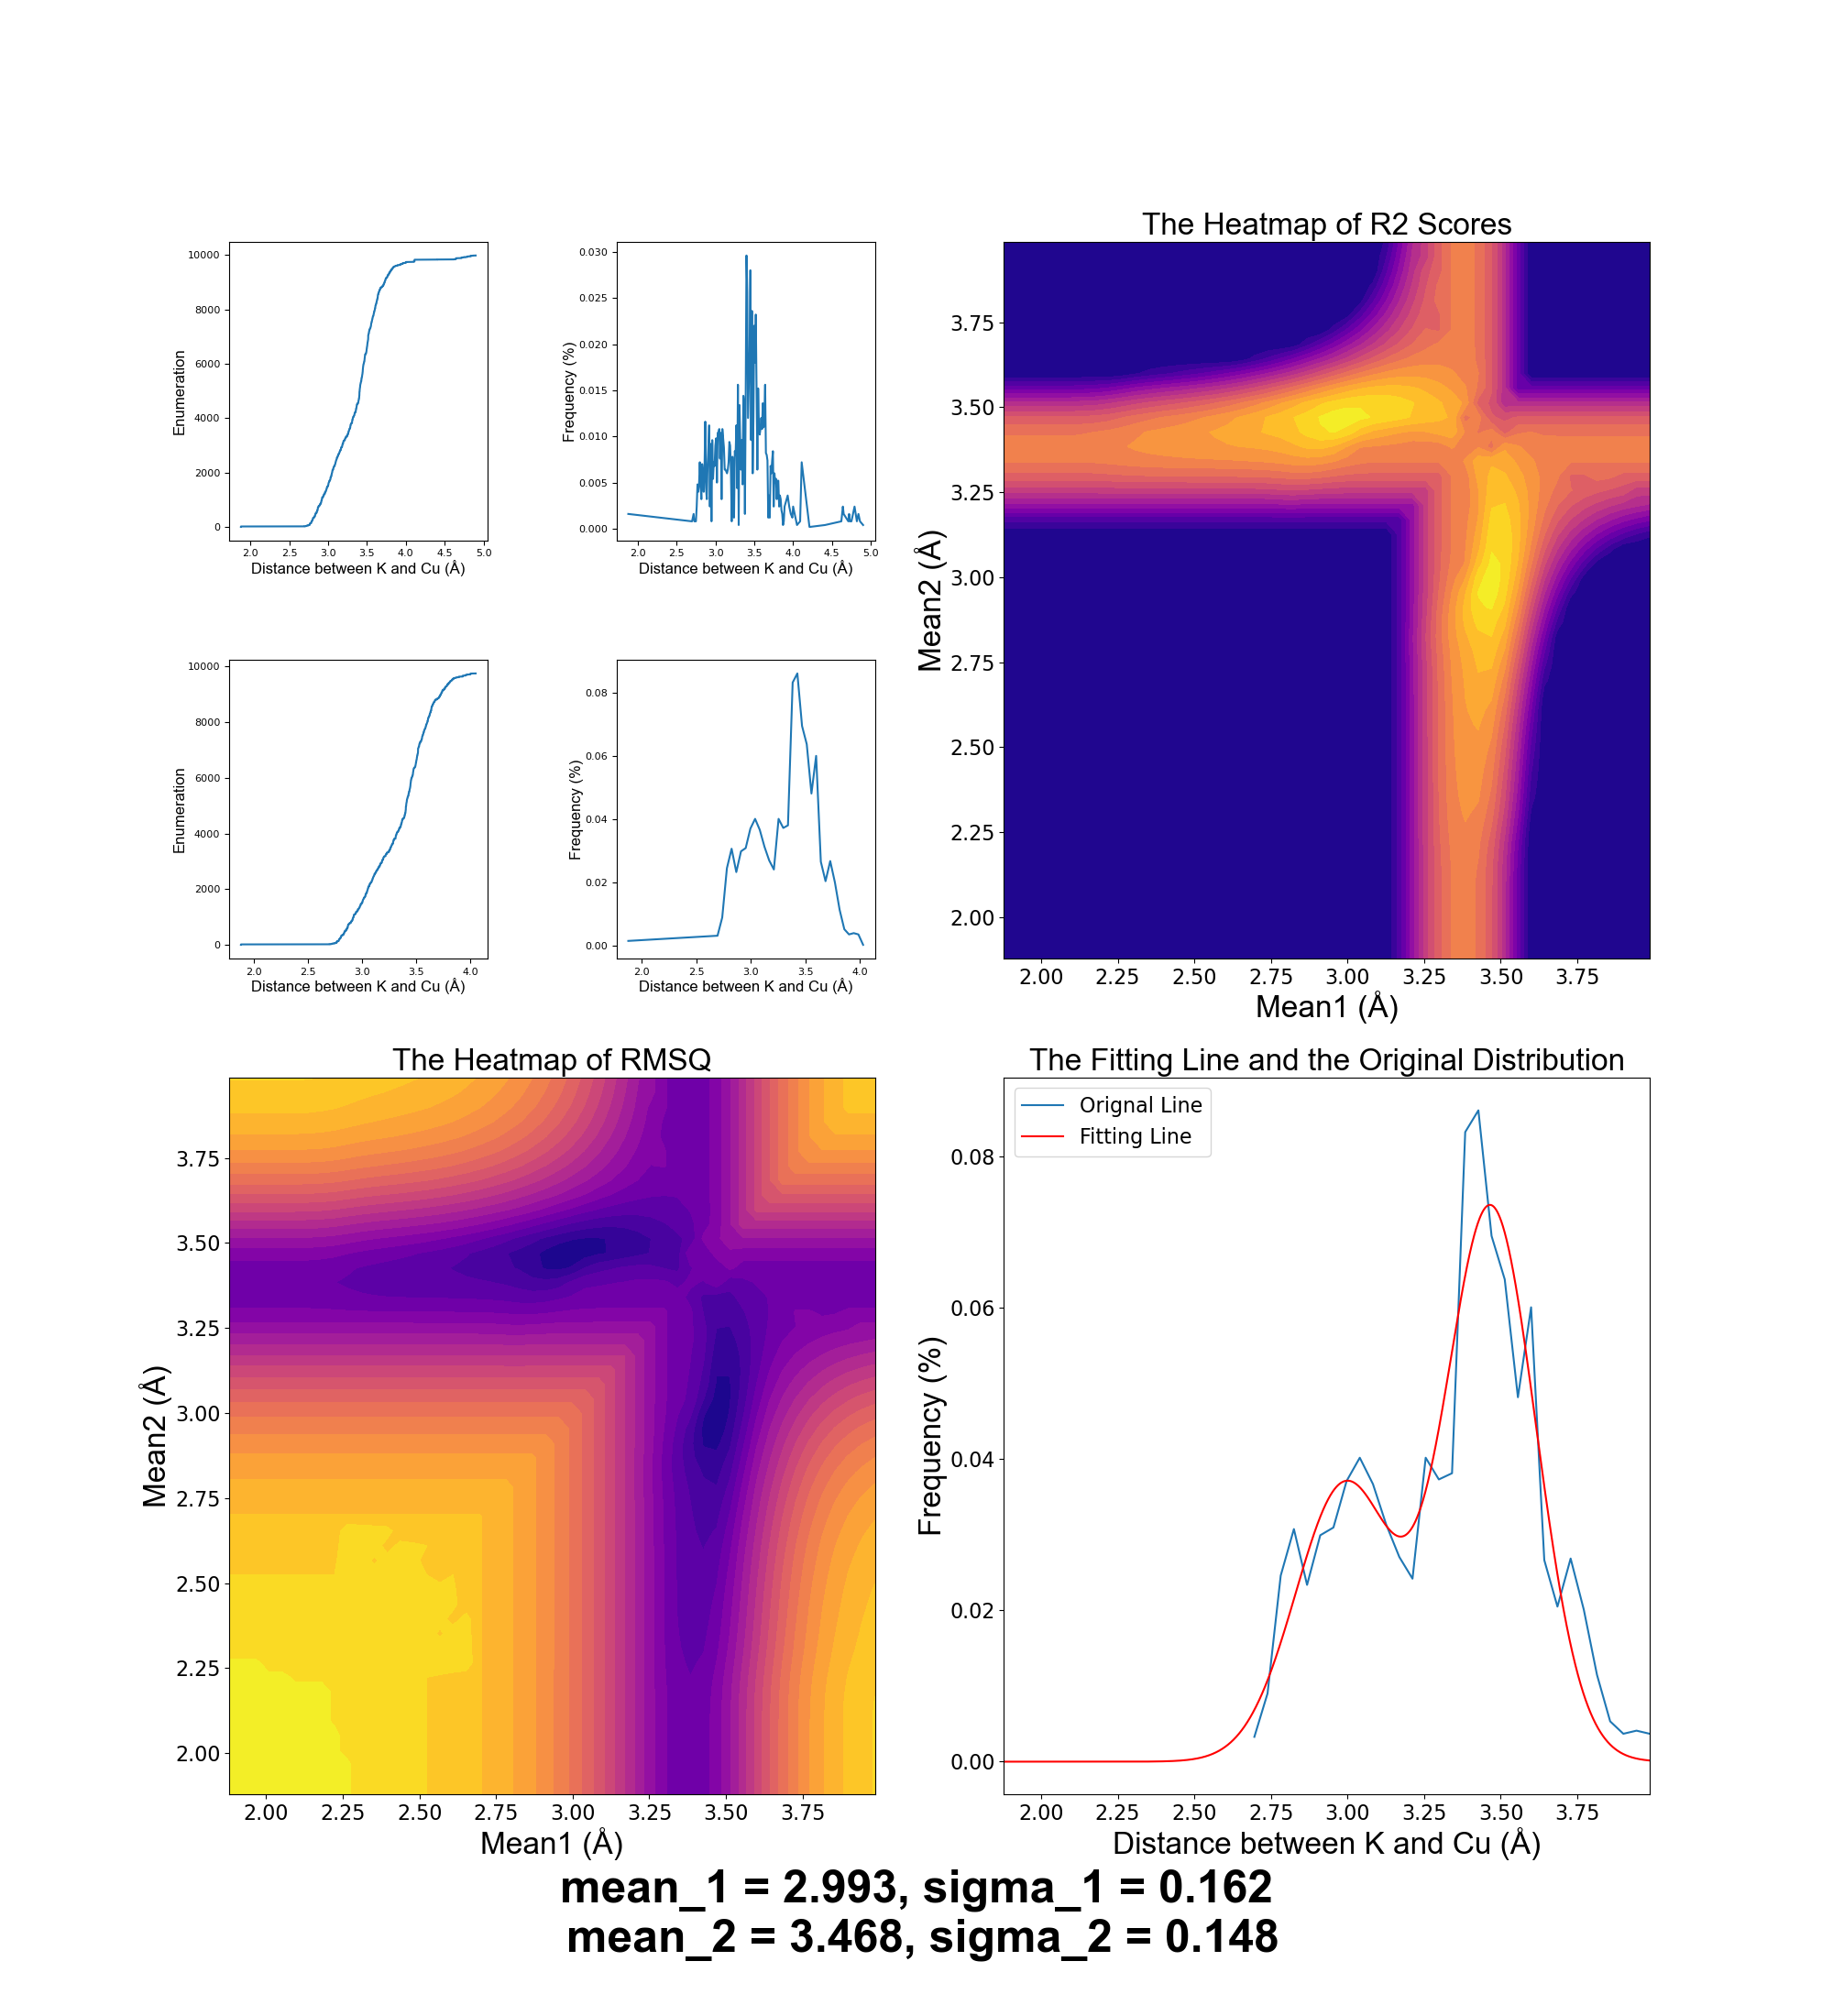 10000
8000
6000
4000
2000
0
Enumeration
2.0 2.5 3.0 3.5 4.0 4.5 5.0
Distance between K and Cu (Å)
0.030
0.025
0.020
0.015
0.010
0.005
0.000
Frequency (%)
2.0 2.5 3.0 3.5 4.0 4.5 5.0
Distance between K and Cu (Å)
10000
8000
6000
4000
2000
0
Enumeration
2.0 2.5 3.0 3.5 4.0
Distance between K and Cu (Å)
0.08
0.06
0.04
0.02
0.00
Frequency (%)
2.0 2.5 3.0 3.5 4.0
Distance between K and Cu (Å)
The Heatmap of R2 Scores
3.75
3.50
3.25
3.00
2.75
2.50
2.25
2.00
Mean2 (Å)
2.00 2.25 2.50 2.75 3.00 3.25 3.50 3.75
Mean1 (Å)
The Heatmap of RMSQ
3.75
3.50
3.25
3.00
2.75
2.50
2.25
2.00
Mean2 (Å)
2.00 2.25 2.50 2.75 3.00 3.25 3.50 3.75
Mean1 (Å)
The Fitting Line and the Original Distribution
Orignal Line
Fitting Line
0.08
0.06
0.04
0.02
0.00
Frequency (%)
2.00 2.25 2.50 2.75 3.00 3.25 3.50 3.75
Distance between K and Cu (Å)
mean_1 = 2.993, sigma_1 = 0.162
mean_2 = 3.468, sigma_2 = 0.148